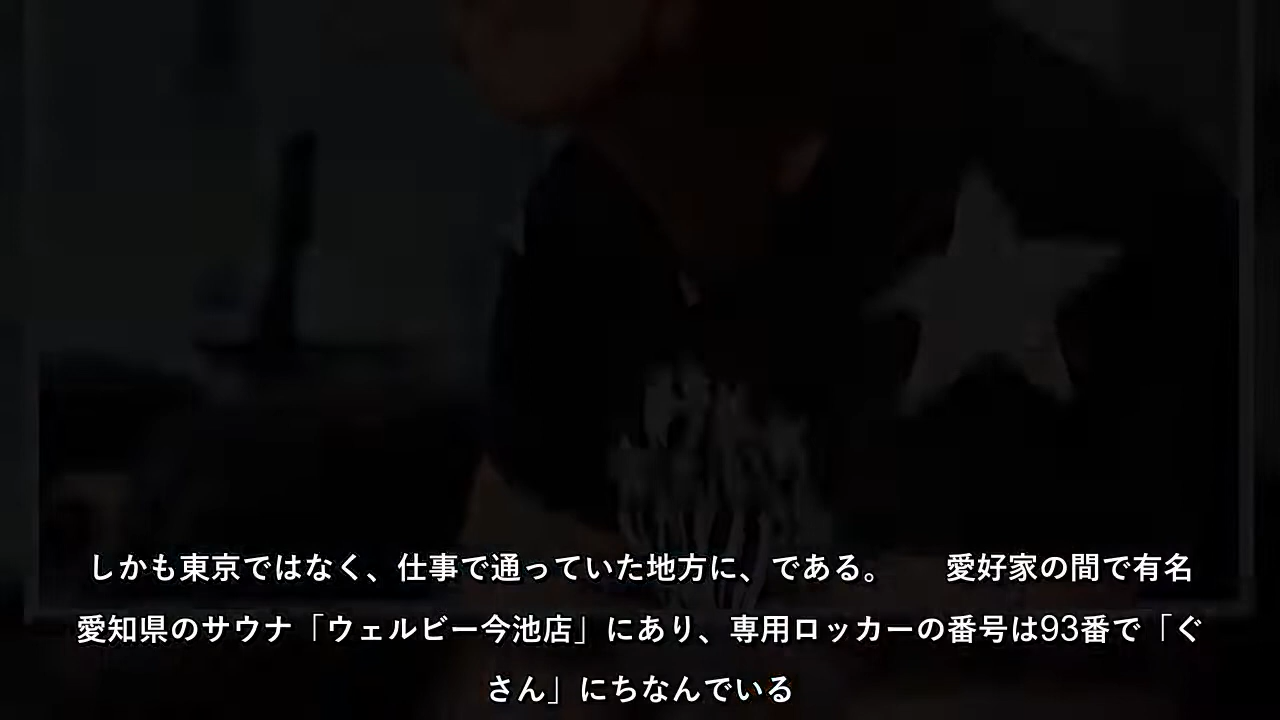 しかも東京ではなく、仕事で通っていた地方に、である。　　愛好家の間で有名
愛知県のサウナ「ウェルビー今池店」にあり、専用ロッカーの番号は93番で「ぐ
さん」にちなんでいる